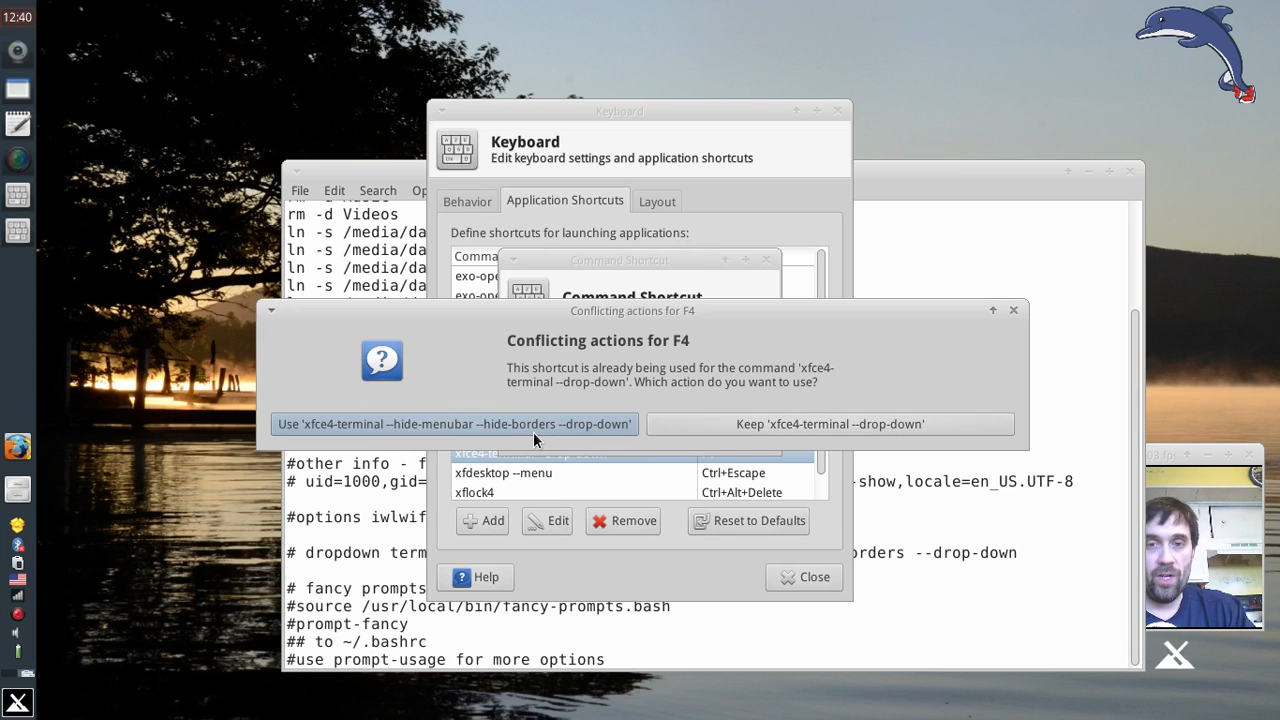 12:40
Keyboard
Keyboard
Edit keyboard settings and application shortcuts
File Edit Search
Behavior
Application Shortcuts
Layout
rm -d Videos
ln -s /media/da
ln -s /media/da
ln -s /media/da
ln -s /media/da
Define shortcuts for launching applications:
Comma
exo-ope
exo-ope
Command Shortcut
Command Shortcut
Conflicting actions for F4
Conflicting actions for F4
This shortcut is already being used for the command 'xfce4-
terminal --drop-down'. Which action do you want to use?
Use 'xfce4-terminal --hide-menubar --hide-borders --drop-down'
Keep 'xfce4-terminal --drop-down'
xfdesktop --menu Ctrl+Escape
xflock4 Ctrl+Alt+Delete
Add
Edit
Remove
Reset to Defaults
Help
Close
#other info - f
# uid=1000,gid= -show,locale=en_US.UTF-8
#options iwlwif
# dropdown term orders --drop-down
# fancy prompts
#source /usr/local/bin/fancy-prompts.bash
#prompt-fancy
## to ~/.bashrc
#use prompt-usage for more options
03 fps